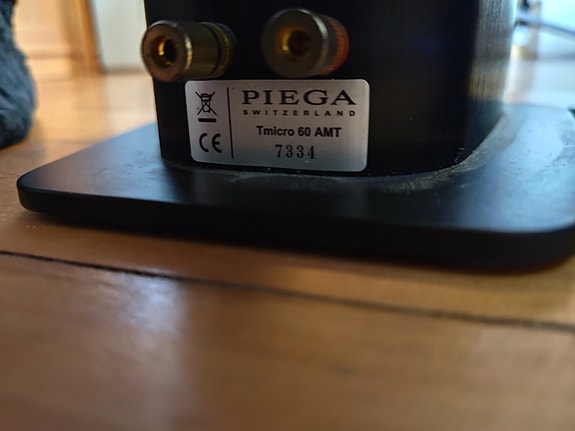 PIEGA
SWITZERLAND
CE
Tmicro 60 AMT
7334